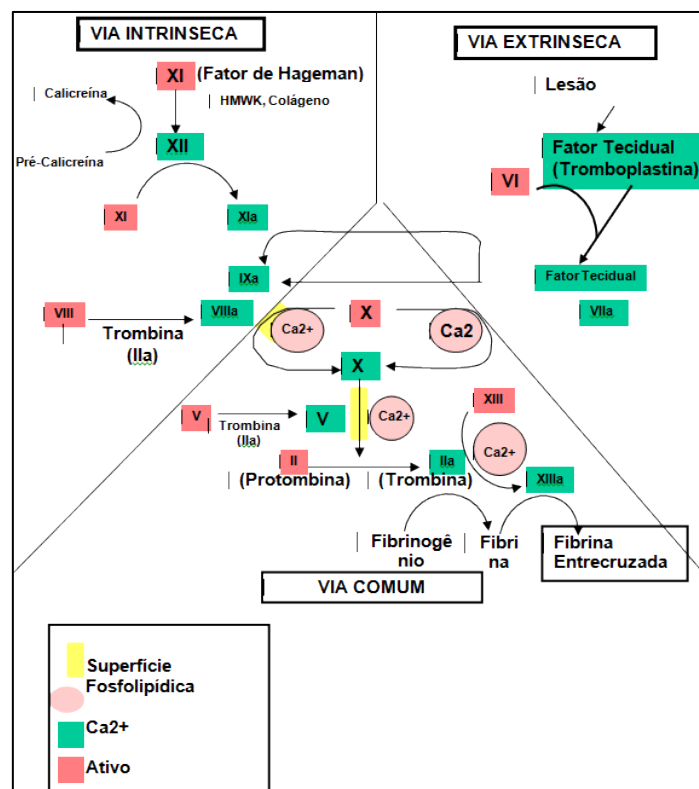 VIA INTRINSECA
VIA EXTRINSECA
XI
(Fator de Hageman)
Calicreína
HMWK, Colágeno
Lesão
XII
Fator Tecidual
(Tromboplastina)
Pré-Calicreína
VI
XI
XIa
IXa
Fator Tecidual
VIII
VIIIa
VIIa
Trombina
(IIa)
Ca2+
X
Ca2
X
V
Trombina
(IIa)
V
Ca2+
XIII
II
IIa
Ca2+
(Protombina)
(Trombina)
XIIIa
Fibrinogê
nio
Fibri
na
Fibrina
Entrecruzada
VIA COMUM
Superfície
Fosfolipídica
Ca2+
Ativo